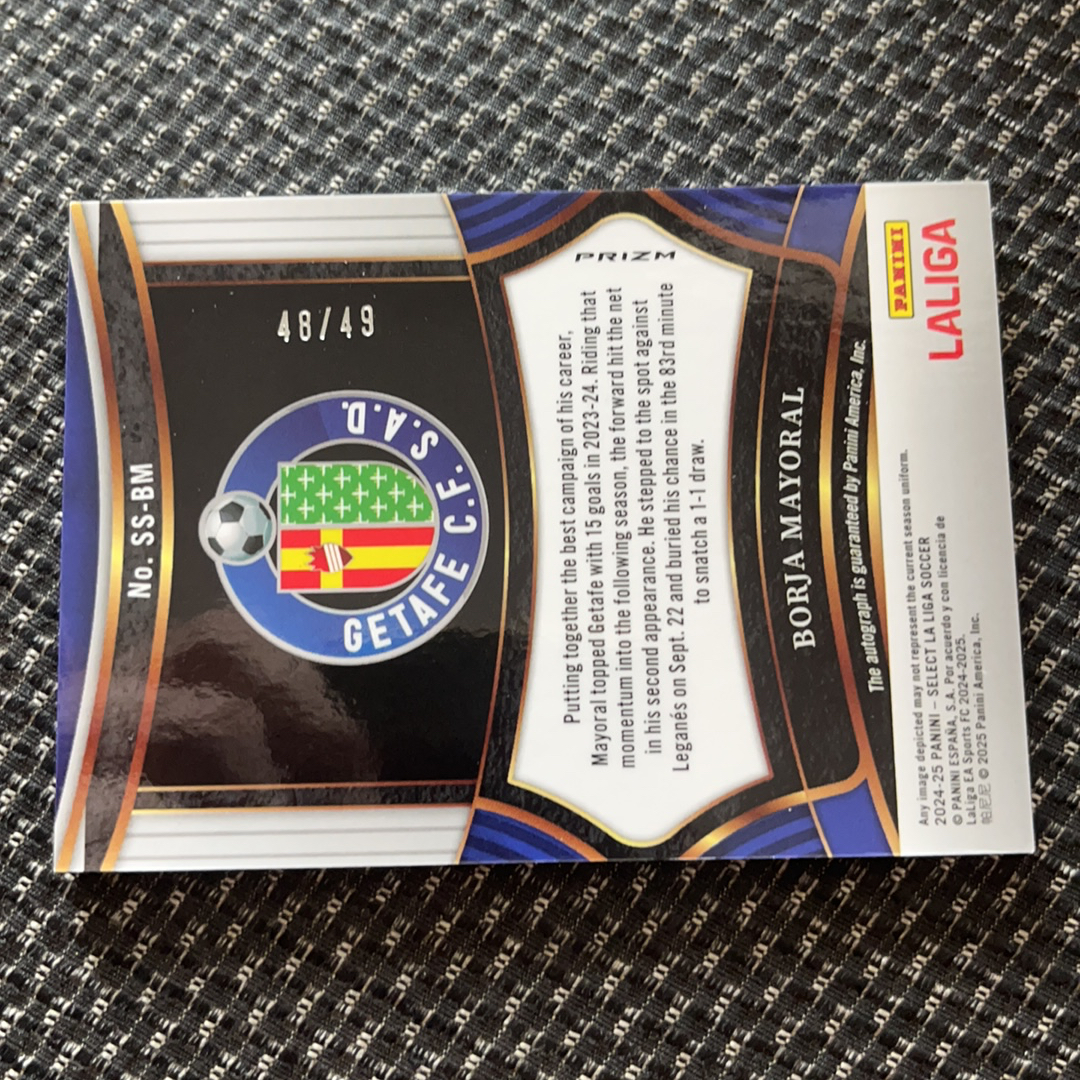 No. SS-BM
48/49
GETAFE C.F. S.A.D.
PRIZM
Putting together the best campaign of his career,
Mayoral topped Getafe with 15 goals in 2023-24. Riding that
momentum into the following season, the forward hit the net
in his second appearance. He stepped to the spot against
Leganés on Sept. 22 and buried his chance in the 83rd minute
to snatch a 1-1 draw.
BORJA MAYORAL
The autograph is guaranteed by Panini America, Inc.
PANINI
LALIGA
Any image depicted may not represent the current season uniform.
2024-25 PANINI – SELECT LA LIGA SOCCER
© PANINI ESPAÑA, S.A. Por acuerdo y con licencia de
LaLiga EA Sports FC 2024-2025.
帕尼尼 © 2025 Panini America, Inc.